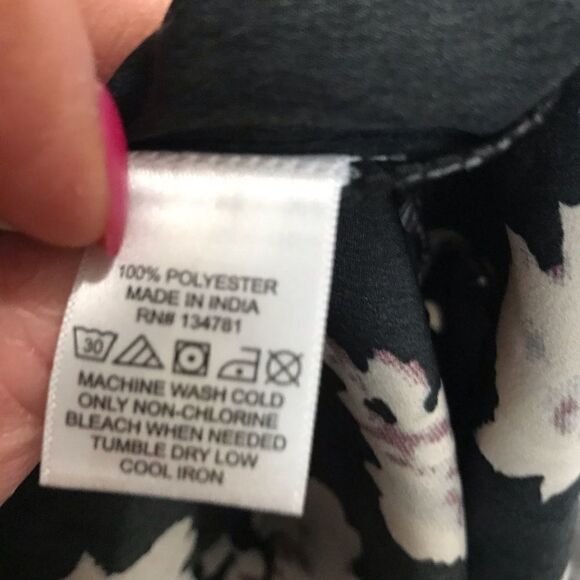 100% POLYESTER
MADE IN INDIA
RN# 134781
30
MACHINE WASH COLD
ONLY NON-CHLORINE
BLEACH WHEN NEEDED
TUMBLE DRY LOW
COOL IRON